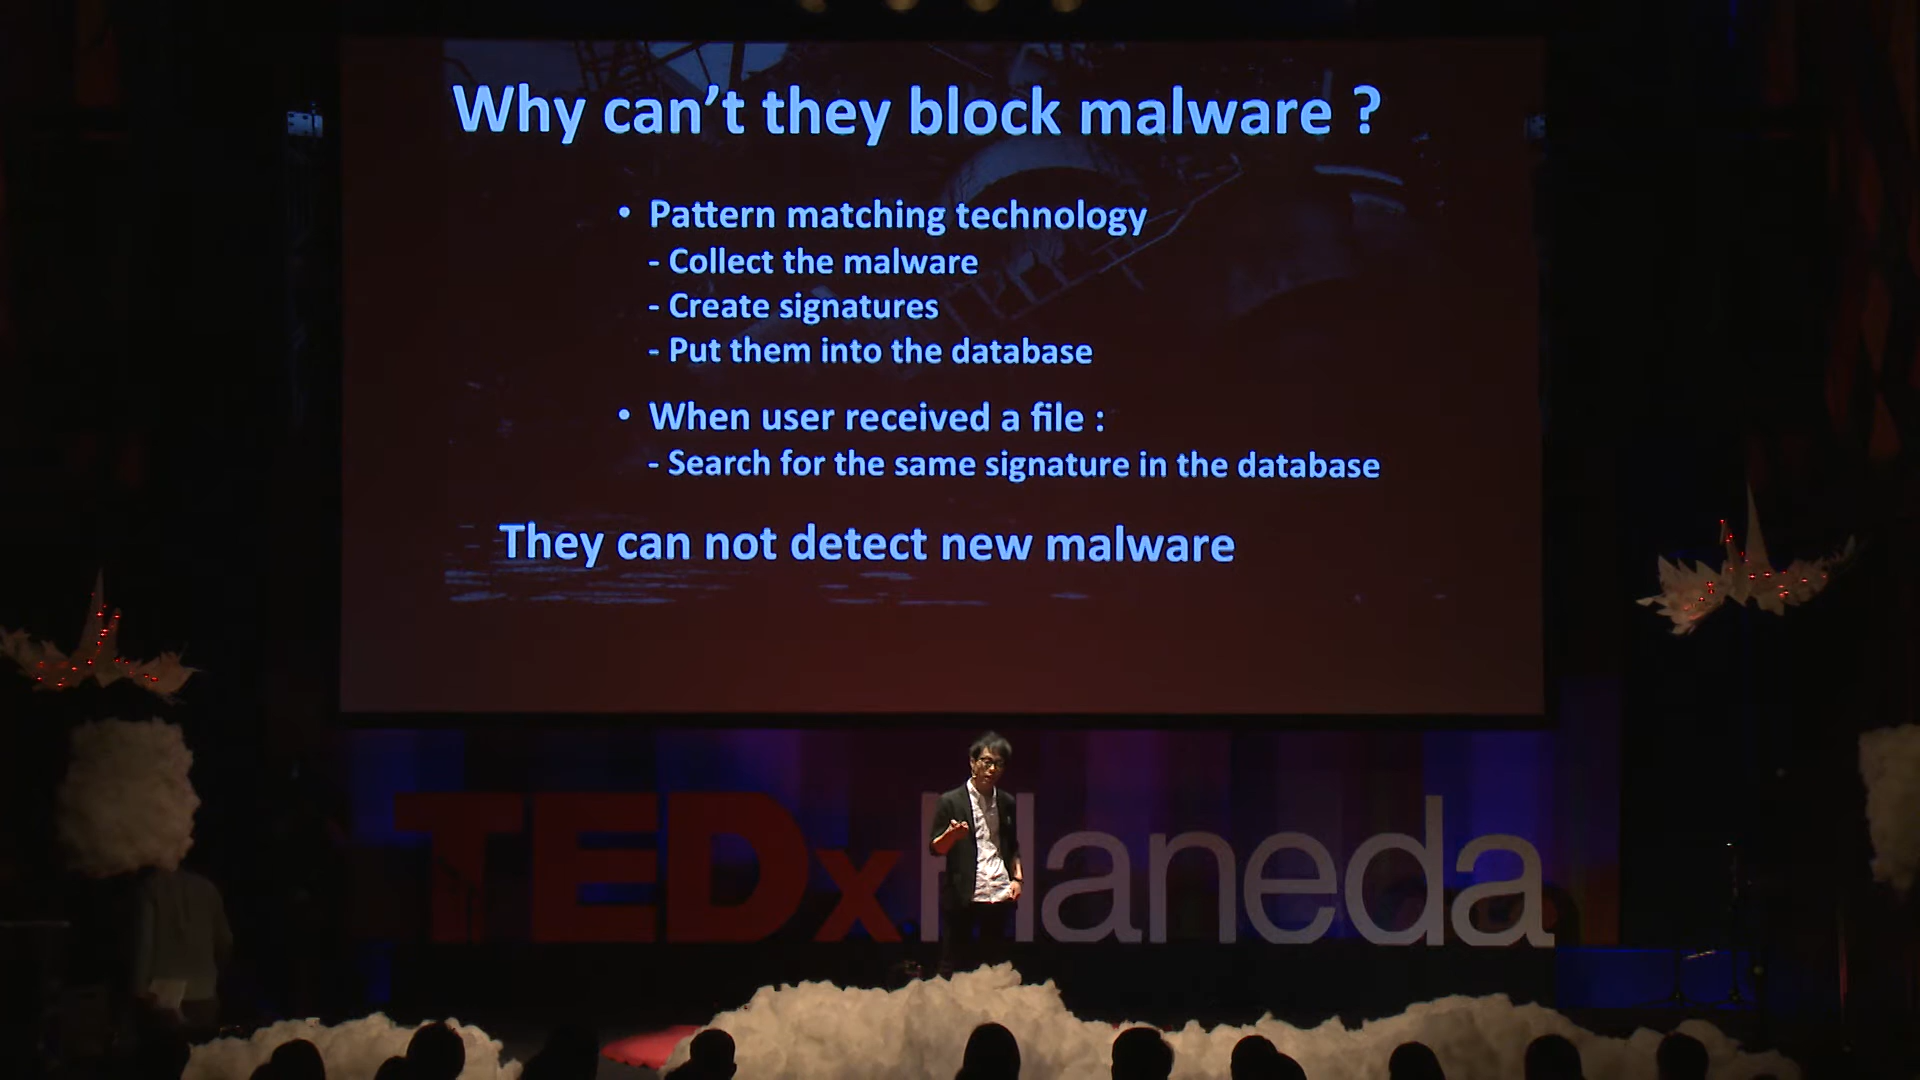 Why can't they block malware ?
• Pattern matching technology
- Collect the malware
- Create signatures
- Put them into the database
• When user received a file :
- Search for the same signature in the database
They can not detect new malware
TEDxHaneda